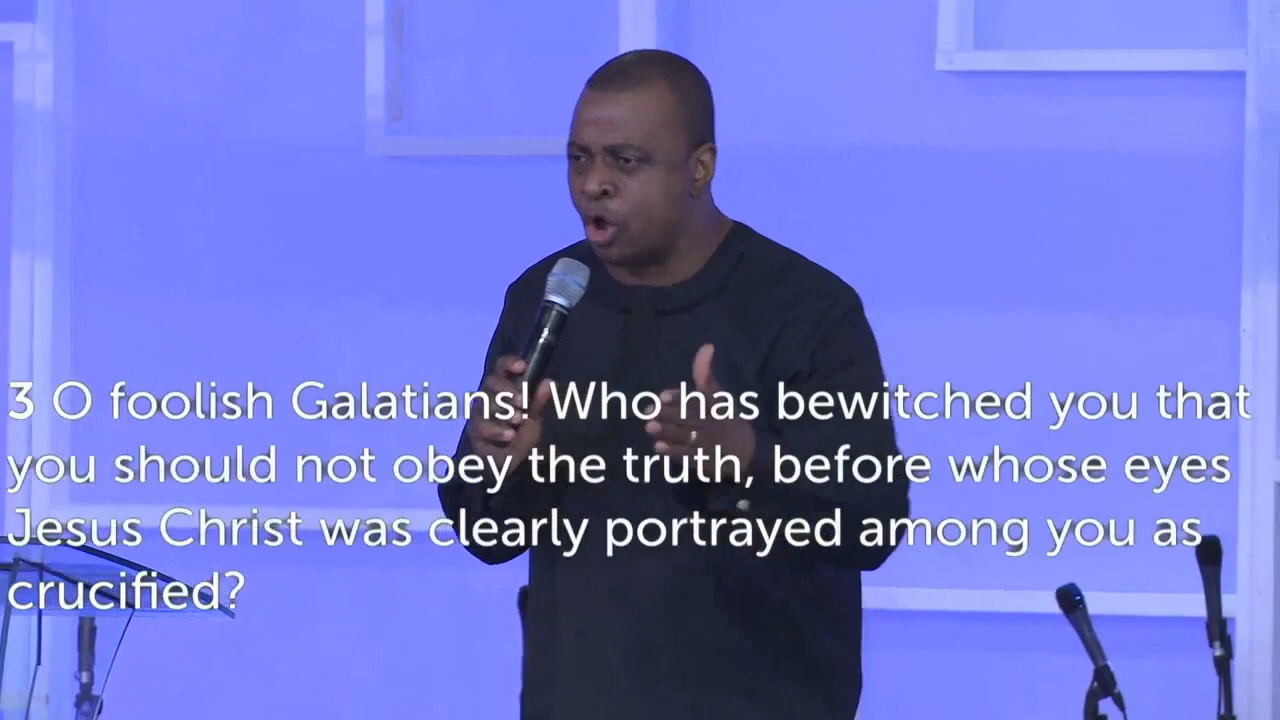 3 O foolish Galatians! Who has bewitched you that
you should not obey the truth, before whose eyes
Jesus Christ was clearly portrayed among you as
crucified?